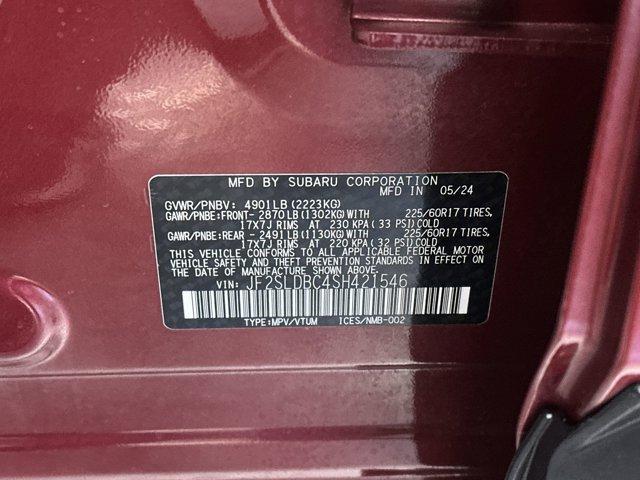 MFD BY SUBARU CORPORATION
MFD IN 05/24
GVWR/PNBV: 4901LB(2223KG)
GAWR/PNBE:FRONT- 2870LB(1302KG)WITH 225/60R17 TIRES,
17X7J RIMS AT 230 KPA (33 PSI)COLD
GAWR/PNBE:REAR - 2491LB(1130KG)WITH 225/60R17 TIRES,
17X7J RIMS AT 220 KPA (32 PSI)COLD
THIS VEHICLE CONFORMS TO ALL APPLICABLE FEDERAL MOTOR
VEHICLE SAFETY, BUMPER, AND THEFT PREVENTION STANDARDS
IN EFFECT ON THE DATE OF MANUFACTURE SHOWN ABOVE.
VIN: JF2SLDBC4SH421546
TYPE:MPV/VTUM ICES/NMB-002